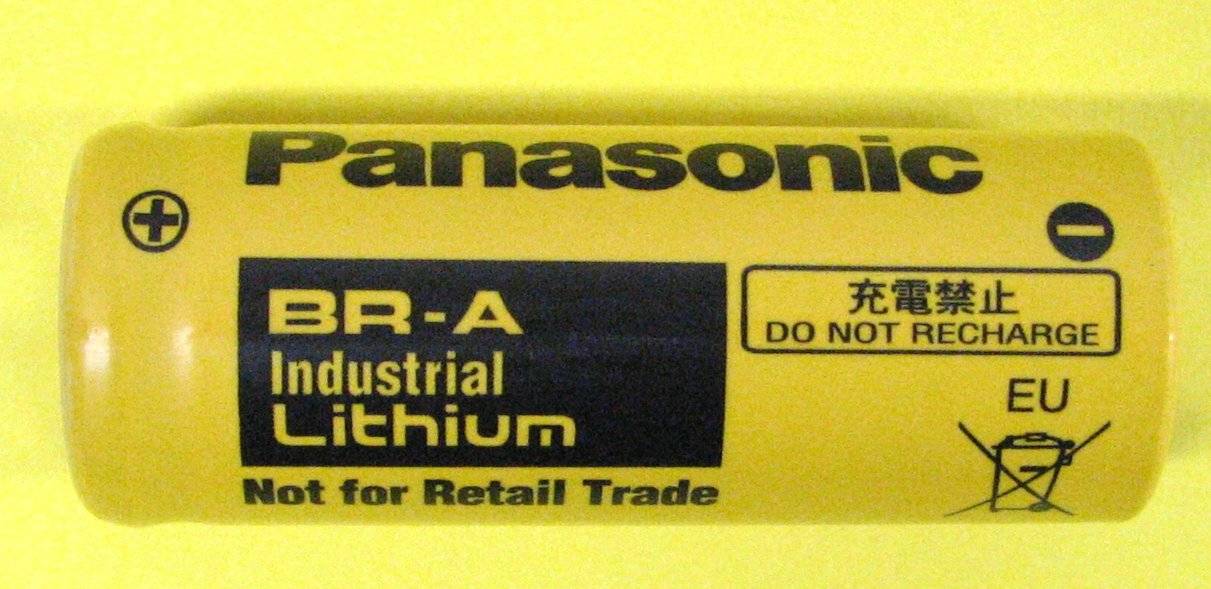 Panasonic
BR-A
Industrial
Lithium
Not for Retail Trade
充電禁止
DO NOT RECHARGE
EU